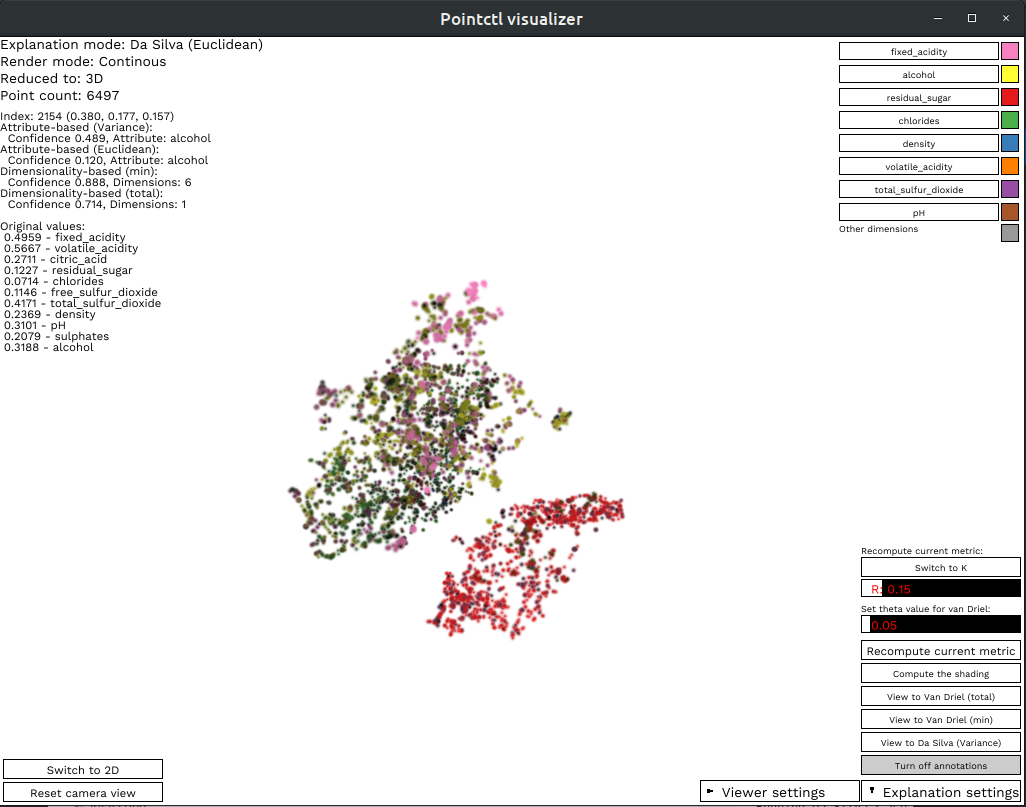 Pointctl visualizer
Explanation mode: Da Silva (Euclidean)
Render mode: Continous
Reduced to: 3D
Point count: 6497
Index: 2154 (0.380, 0.177, 0.157)
Attribute-based (Variance):
Confidence 0.489, Attribute: alcohol
Attribute-based (Euclidean):
Confidence 0.120, Attribute: alcohol
Dimensionality-based (min):
Confidence 0.888, Dimensions: 6
Dimensionality-based (total):
Confidence 0.714, Dimensions: 1
Original values:
0.4959 - fixed_acidity
0.5667 - volatile_acidity
0.2711 - citric_acid
0.1227 - residual_sugar
0.0714 - chlorides
0.1146 - free_sulfur_dioxide
0.4171 - total_sulfur_dioxide
0.2369 - density
0.3101 - pH
0.2079 - sulphates
0.3188 - alcohol
fixed_acidity
alcohol
residual_sugar
chlorides
density
volatile_acidity
total_sulfur_dioxide
pH
Other dimensions
Recompute current metric:
Switch to K
R: 0.15
Set theta value for van Driel:
0.05
Recompute current metric
Compute the shading
View to Van Driel (total)
View to Van Driel (min)
View to Da Silva (Variance)
Turn off annotations
Switch to 2D
Reset camera view
Viewer settings
Explanation settings